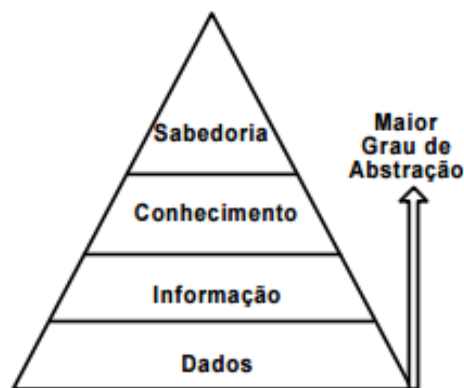 Sabedoria
Maior
Grau de
Abstração
Conhecimento
Informação
Dados